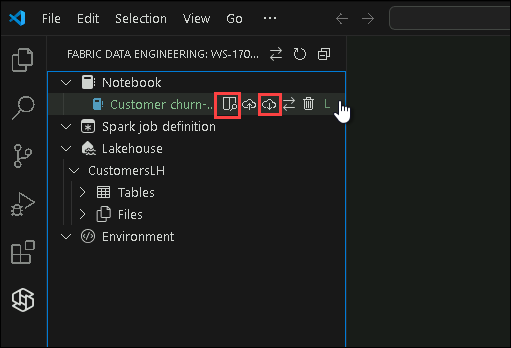 File Edit Selection View Go ...
FABRIC DATA ENGINEERING: WS-170...
Notebook
Customer churn-... L
Spark job definition
Lakehouse
CustomersLH
Tables
Files
Environment